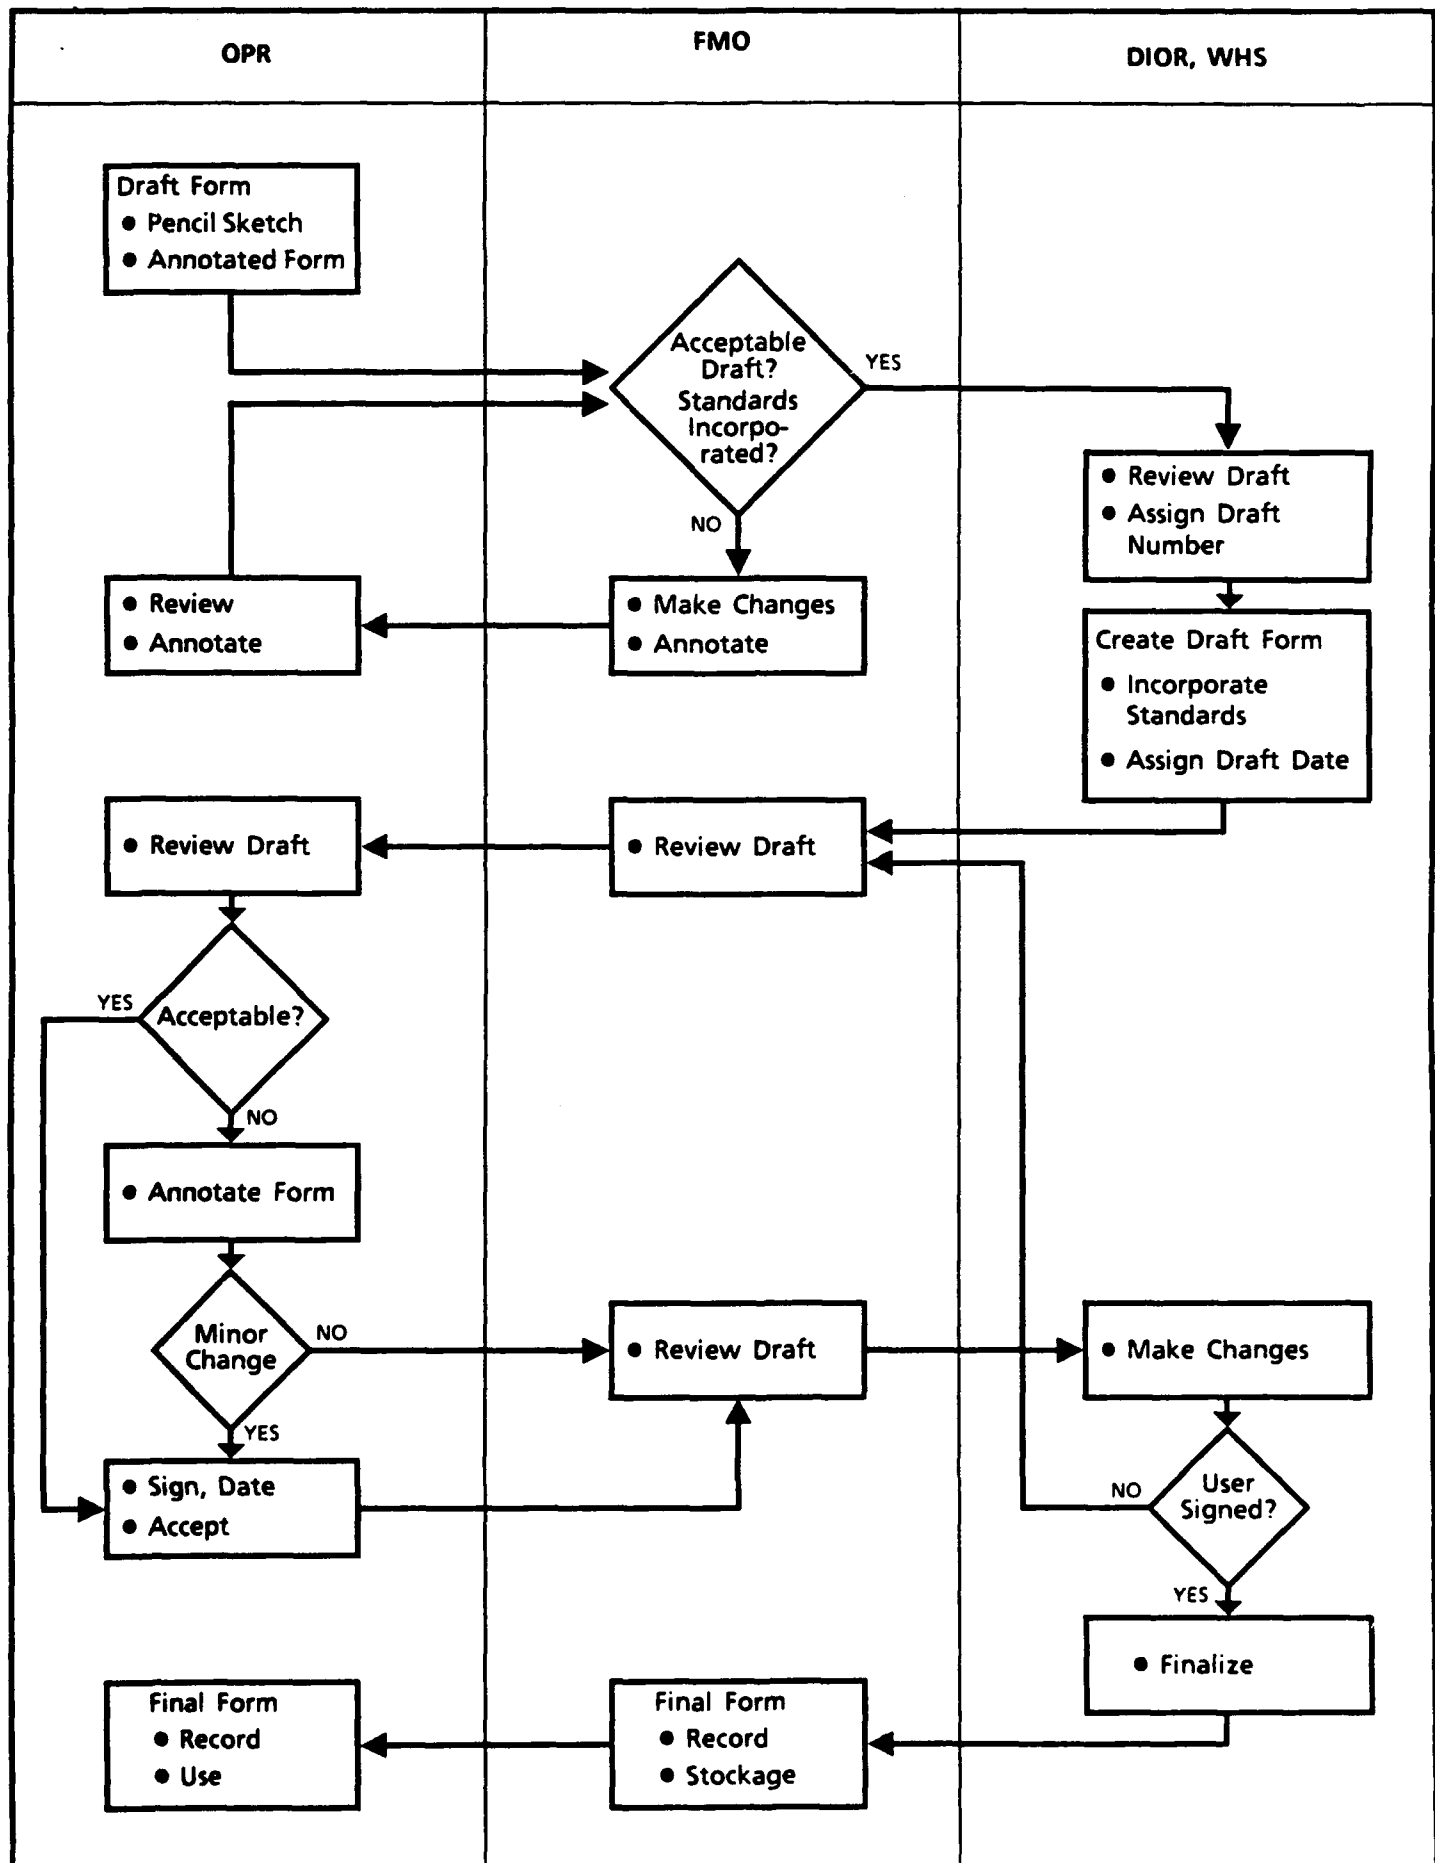 OPR
FMO
DIOR, WHS
Draft Form
● Pencil Sketch
● Annotated Form
Acceptable
Draft?
Standards
Incorpo-
rated?
YES
NO
● Review Draft
● Assign Draft
Number
● Review
● Annotate
● Make Changes
● Annotate
Create Draft Form
● Incorporate
Standards
● Assign Draft Date
● Review Draft
● Review Draft
YES
Acceptable?
NO
● Annotate Form
Minor
Change
NO
● Review Draft
● Make Changes
YES
● Sign, Date
● Accept
NO
User
Signed?
YES
● Finalize
Final Form
● Record
● Use
Final Form
● Record
● Stockage